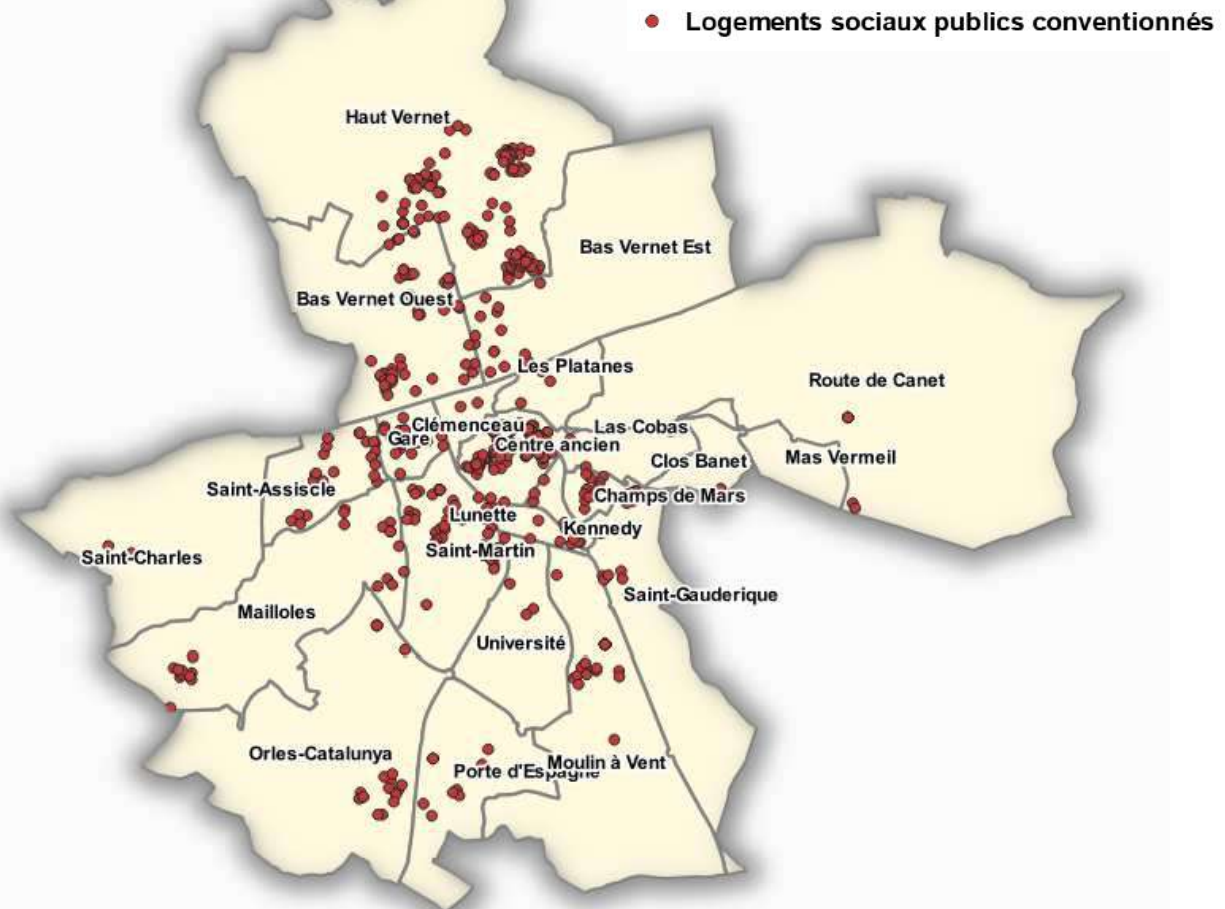 Logements sociaux publics conventionnés
Haut Vernet
Bas Vernet Est
Bas Vernet Ouest
Les Platanes
Route de Canet
Clémenceau
Las Cobas
Gare
Centre ancien
Clos Banet
Mas Vermeil
Saint-Assiscle
Champs de Mars
Lunette
Kennedy
Saint-Martin
Saint-Charles
Saint-Gauderique
Mailloles
Université
Orles-Catalunya
Moulin à Vent
Porte d'Espagne